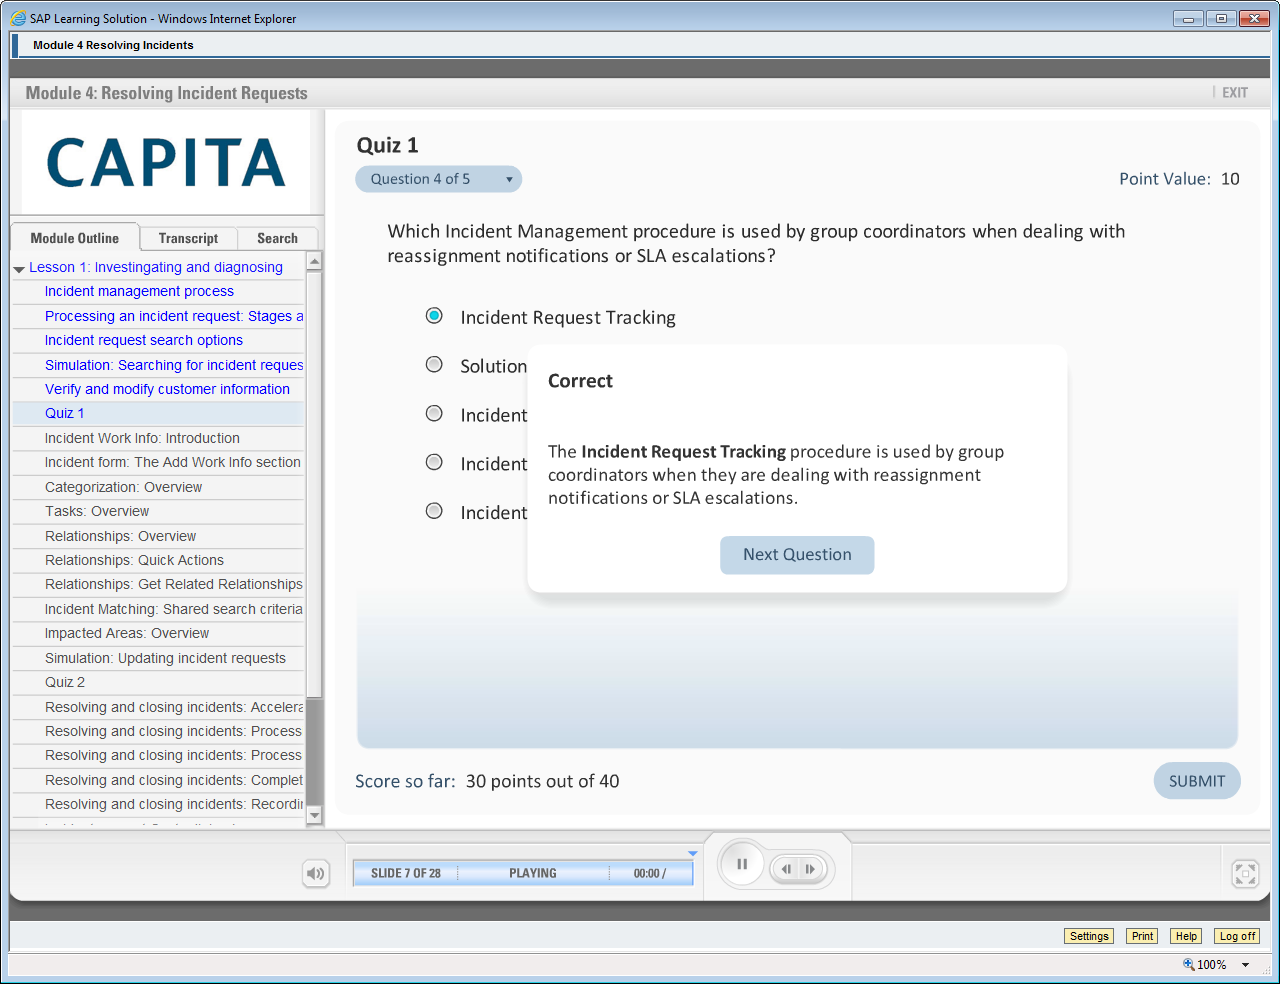 SAP Learning Solution - Windows Internet Explorer
Module 4 Resolving Incidents
Module 4: Resolving Incident Requests
EXIT
CAPITA
Module Outline
Transcript
Search
Lesson 1: Investingating and diagnosing
Incident management process
Processing an incident request: Stages a
Incident request search options
Simulation: Searching for incident reques
Verify and modify customer information
Quiz 1
Incident Work Info: Introduction
Incident form: The Add Work Info section
Categorization: Overview
Tasks: Overview
Relationships: Overview
Relationships: Quick Actions
Relationships: Get Related Relationships
Incident Matching: Shared search criteria
Impacted Areas: Overview
Simulation: Updating incident requests
Quiz 2
Resolving and closing incidents: Accelera
Resolving and closing incidents: Process
Resolving and closing incidents: Process
Resolving and closing incidents: Complet
Resolving and closing incidents: Recordin
Quiz 1
Question 4 of 5
Point Value: 10
Which Incident Management procedure is used by group coordinators when dealing with
reassignment notifications or SLA escalations?
Incident Request Tracking
Solution
Incident
Incident
Incident
Correct
The Incident Request Tracking procedure is used by group
coordinators when they are dealing with reassignment
notifications or SLA escalations.
Next Question
Score so far: 30 points out of 40
SUBMIT
SLIDE 7 OF 28
PLAYING
00:00 /
Settings
Print
Help
Log off
100%